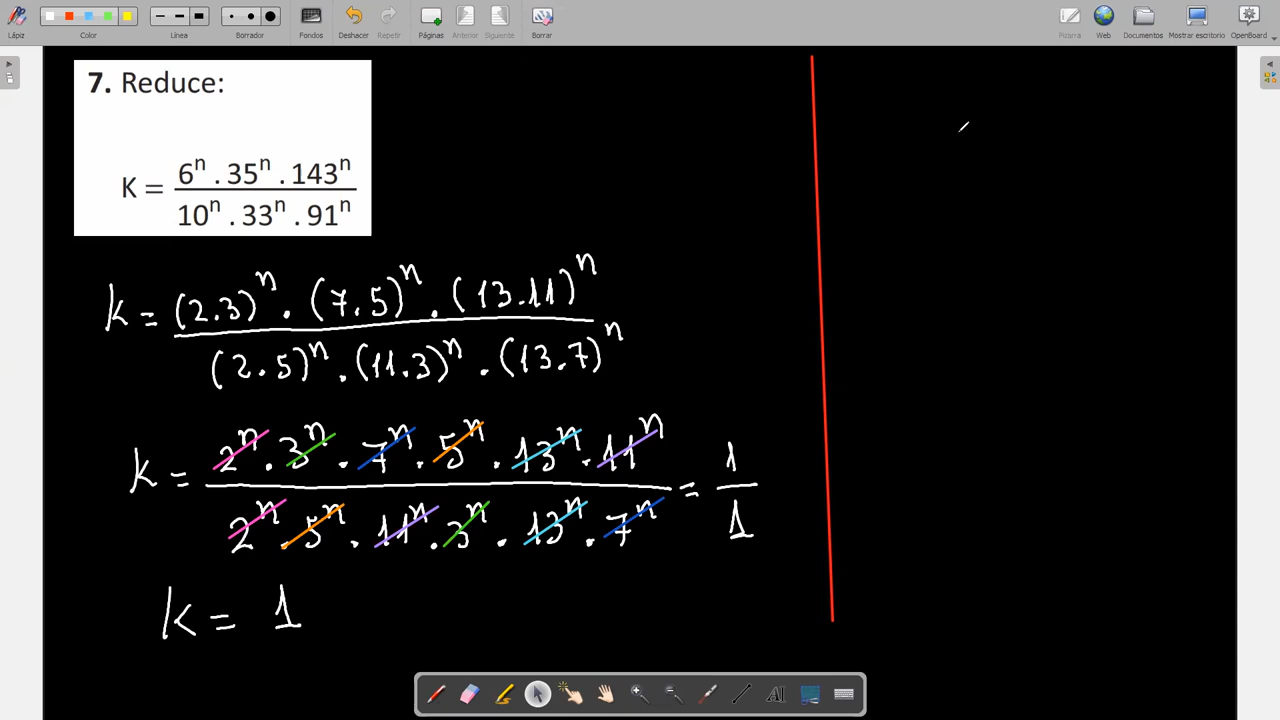 Lápiz Color Línea Borrador Fondos Deshacer Repetir Páginas Anterior Siguiente Borrar Pizarra Web Documentos Mostrar escritorio OpenBoard
7. Reduce:
K = 6ⁿ . 35ⁿ . 143ⁿ / 10ⁿ . 33ⁿ . 91ⁿ
k = (2.3)ⁿ . (7.5)ⁿ . (13.11)ⁿ / (2.5)ⁿ . (11.3)ⁿ . (13.7)ⁿ
k = 2ⁿ . 3ⁿ . 7ⁿ . 5ⁿ . 13ⁿ . 11ⁿ / 2ⁿ . 5ⁿ . 11ⁿ . 3ⁿ . 13ⁿ . 7ⁿ = 1 / 1
k = 1
AI